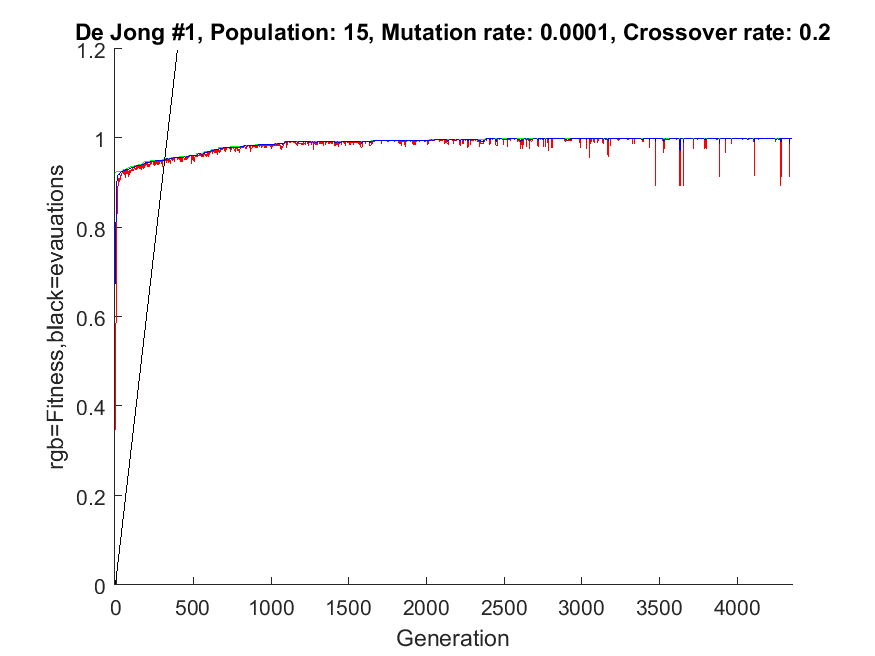 De Jong #1, Population: 15, Mutation rate: 0.0001, Crossover rate: 0.2
rgb=Fitness,black=evauations
1.2
1
0.8
0.6
0.4
0.2
0
0 500 1000 1500 2000 2500 3000 3500 4000
Generation